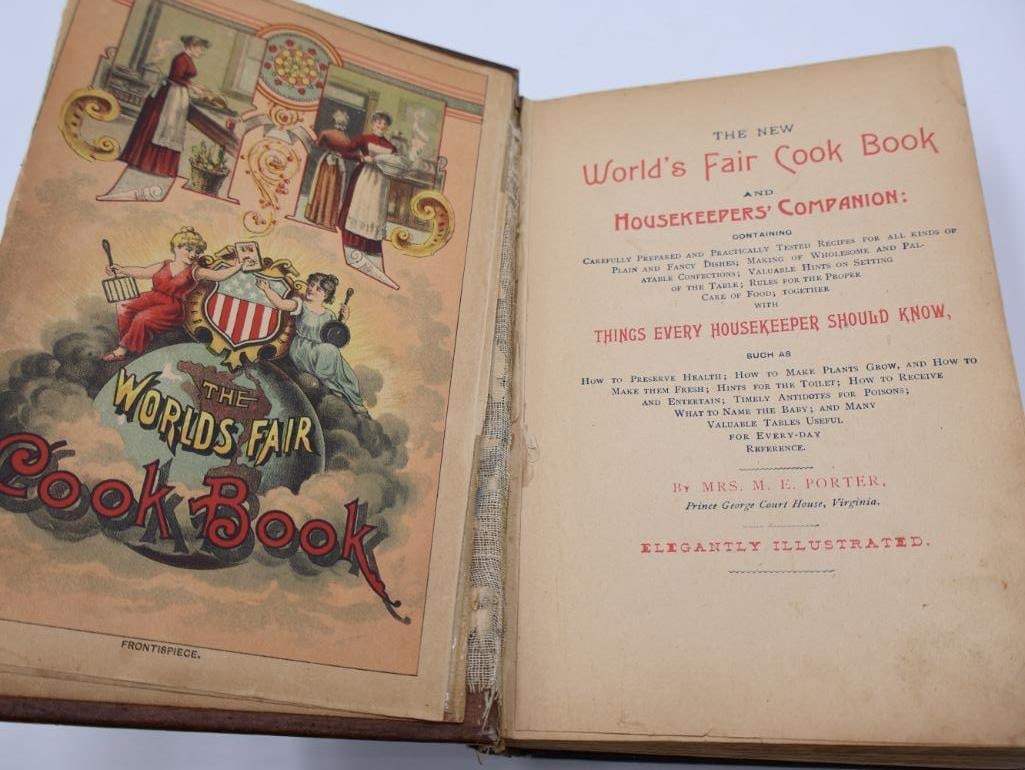 THE
WORLDS FAIR
COOK BOOK
FRONTISPIECE.
THE NEW
World's Fair Cook Book
AND
HOUSEKEEPERS' COMPANION:
CONTAINING
CAREFULLY PREPARED AND PRACTICALLY TESTED RECIPES FOR ALL KINDS OF
PLAIN AND FANCY DISHES; MAKING OF WHOLESOME AND PAL-
ATABLE CONFECTIONS; VALUABLE HINTS ON SETTING
OF THE TABLE; RULES FOR THE PROPER
CARE OF FOOD; TOGETHER
WITH
THINGS EVERY HOUSEKEEPER SHOULD KNOW,
SUCH AS
HOW TO PRESERVE HEALTH; HOW TO MAKE PLANTS GROW, AND HOW TO
MAKE THEM FRESH; HINTS FOR THE TOILET; HOW TO RECEIVE
AND ENTERTAIN; TIMELY ANTIDOTES FOR POISONS;
WHAT TO NAME THE BABY; AND MANY
VALUABLE TABLES USEFUL
FOR EVERY-DAY
REFERENCE.
BY MRS. M. E. PORTER,
Prince George Court House, Virginia.
ELEGANTLY ILLUSTRATED.